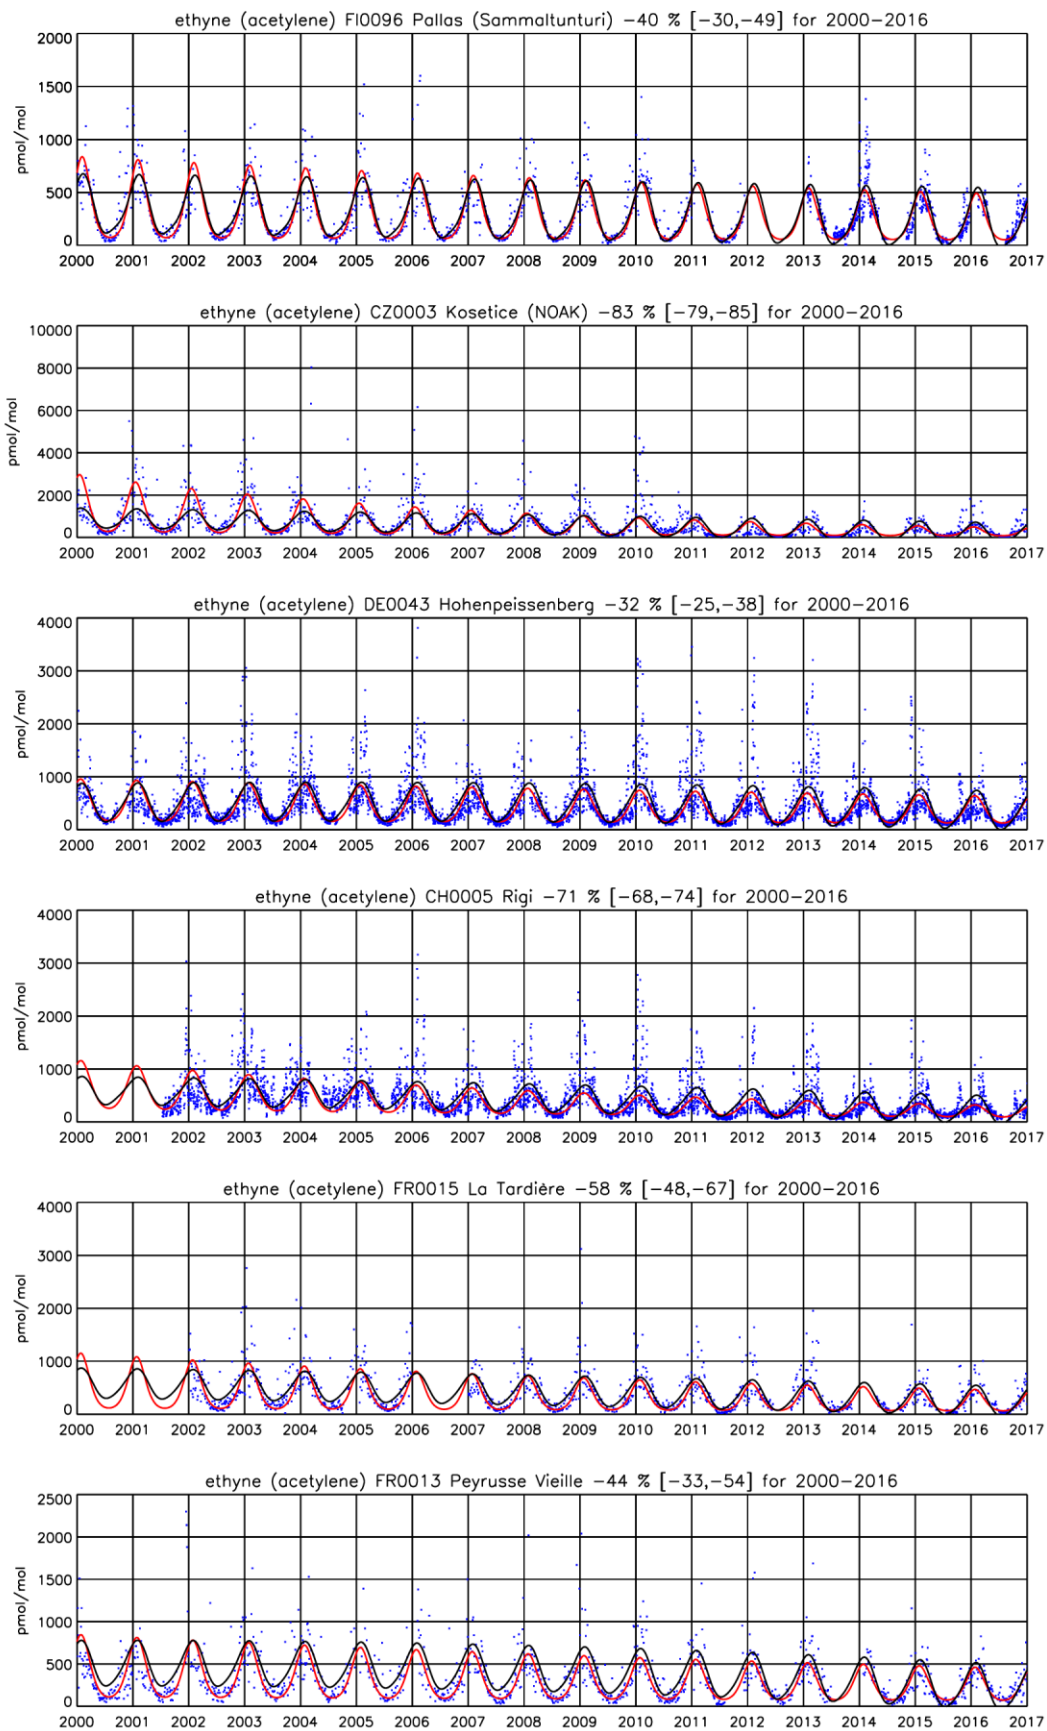 ethyne (acetylene) FI0096 Pallas (Sammaltunturi) −40 % [−30,−49] for 2000−2016
2000
1500
1000
500
0
pmol/mol
2000 2001 2002 2003 2004 2005 2006 2007 2008 2009 2010 2011 2012 2013 2014 2015 2016 2017
ethyne (acetylene) CZ0003 Kosetice (NOAK) −83 % [−79,−85] for 2000−2016
10000
8000
6000
4000
2000
0
pmol/mol
2000 2001 2002 2003 2004 2005 2006 2007 2008 2009 2010 2011 2012 2013 2014 2015 2016 2017
ethyne (acetylene) DE0043 Hohenpeissenberg −32 % [−25,−38] for 2000−2016
4000
3000
2000
1000
0
pmol/mol
2000 2001 2002 2003 2004 2005 2006 2007 2008 2009 2010 2011 2012 2013 2014 2015 2016 2017
ethyne (acetylene) CH0005 Rigi −71 % [−68,−74] for 2000−2016
4000
3000
2000
1000
0
pmol/mol
2000 2001 2002 2003 2004 2005 2006 2007 2008 2009 2010 2011 2012 2013 2014 2015 2016 2017
ethyne (acetylene) FR0015 La Tardière −58 % [−48,−67] for 2000−2016
4000
3000
2000
1000
0
pmol/mol
2000 2001 2002 2003 2004 2005 2006 2007 2008 2009 2010 2011 2012 2013 2014 2015 2016 2017
ethyne (acetylene) FR0013 Peyrusse Vieille −44 % [−33,−54] for 2000−2016
2500
2000
1500
1000
500
0
pmol/mol
2000 2001 2002 2003 2004 2005 2006 2007 2008 2009 2010 2011 2012 2013 2014 2015 2016 2017